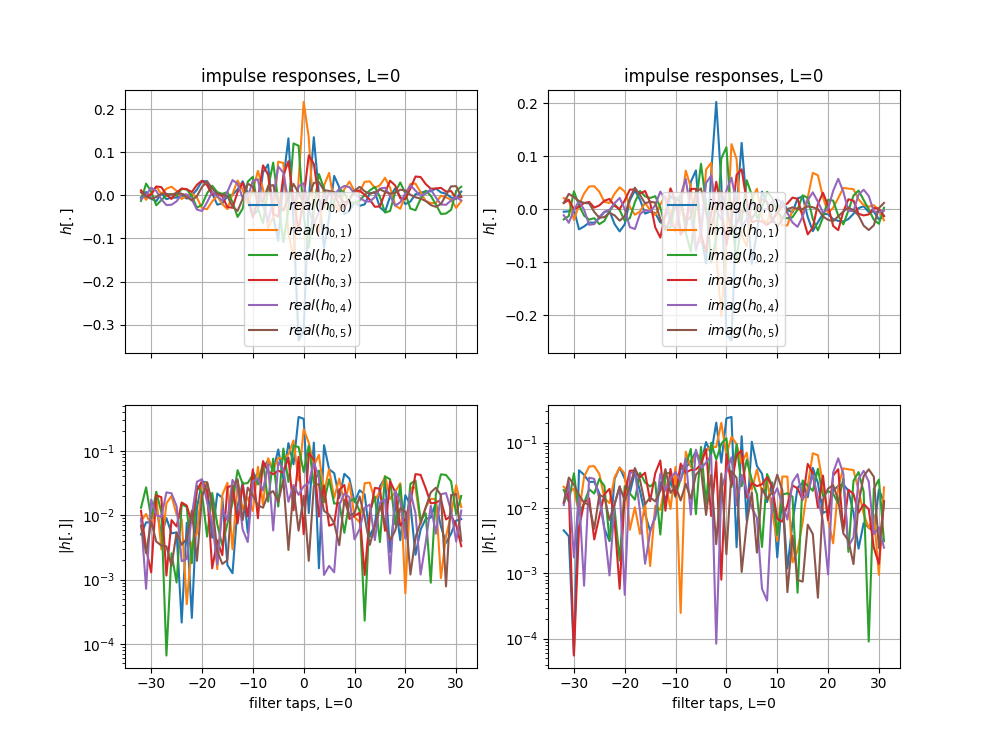 impulse responses, L=0
0.2
0.1
0.0
−0.1
−0.2
−0.3
h[.]
real(h0,0)
real(h0,1)
real(h0,2)
real(h0,3)
real(h0,4)
real(h0,5)
impulse responses, L=0
0.2
0.1
0.0
−0.1
−0.2
h[.]
imag(h0,0)
imag(h0,1)
imag(h0,2)
imag(h0,3)
imag(h0,4)
imag(h0,5)
10−1
10−2
10−3
10−4
|h[.]|
−30 −20 −10 0 10 20 30
filter taps, L=0
10−1
10−2
10−3
10−4
|h[.]|
−30 −20 −10 0 10 20 30
filter taps, L=0